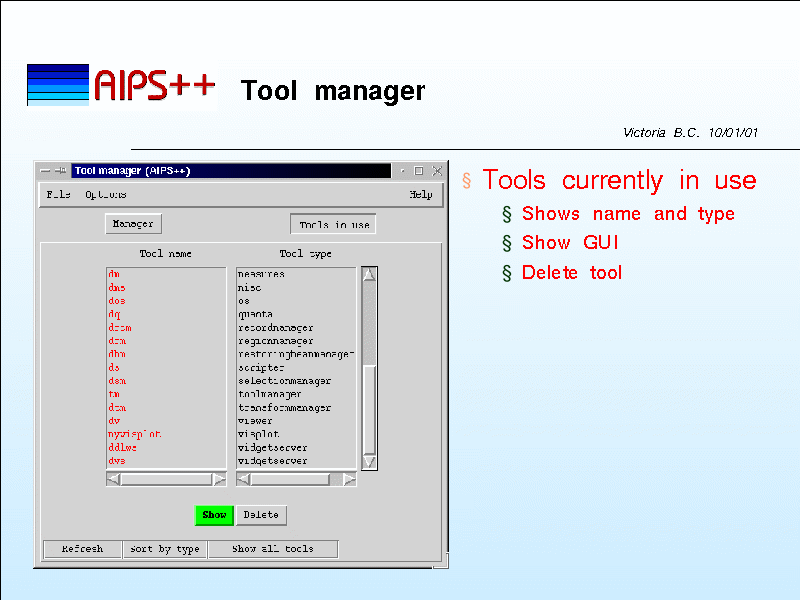 AIPS++ Tool manager
Victoria B.C. 10/01/01
Tool manager (AIPS++)
File Options Help
Manager Tools in use
Tool name Tool type
dm measures
dms misc
dos os
dq quanta
drcm recordmanager
drm regionmanager
dbm restoringbeammanager
ds scripter
dsm selectionmanager
tm toolmanager
dtm transformmanager
dv viewer
myvisplot visplot
ddlws widgetserver
dws widgetserver
Show Delete
Refresh Sort by type Show all tools
§ Tools currently in use
§ Shows name and type
§ Show GUI
§ Delete tool